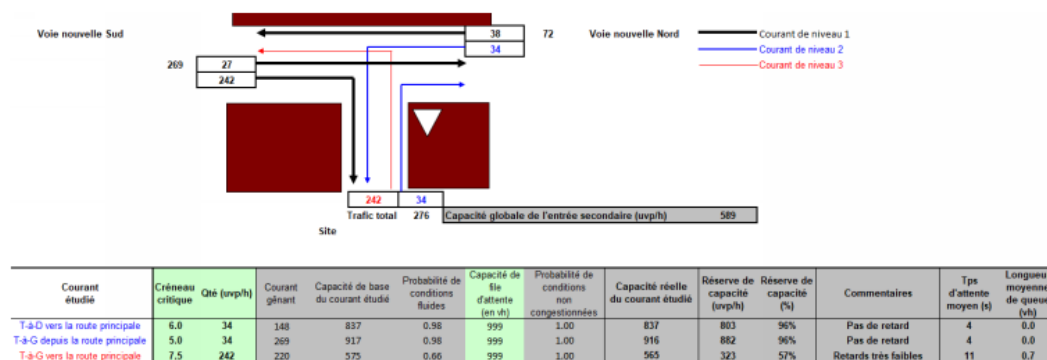 Voie nouvelle Sud
38
72
Voie nouvelle Nord
Courant de niveau 1
34
Courant de niveau 2
269
27
Courant de niveau 3
242
242
34
Trafic total
276
Capacité globale de l'entrée secondaire (uvp/h)
589
Site
Courant étudié
Créneau critique
Qté (uvp/h)
Courant gênant
Capacité de base du courant étudié
Probabilité de conditions fluides
Capacité de file d'attente (en vh)
Probabilité de conditions non congestionnées
Capacité réelle du courant étudié
Réserve de capacité (uvp/h)
Réserve de capacité (%)
Commentaires
Tps d'attente moyen (s)
Longueur moyenne de queue (vh)
T-à-D vers la route principale 6.0 34 148 837 0.98 999 1.00 837 803 96% Pas de retard 4 0.0
T-à-G depuis la route principale 5.0 34 269 917 0.98 999 1.00 916 882 96% Pas de retard 4 0.0
T-à-G vers la route principale 7.5 242 220 575 0.66 999 1.00 565 323 57% Retards très faibles 11 0.7